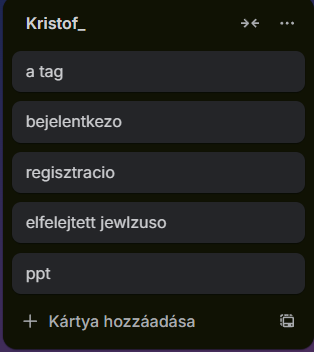 Kristof_
a tag
bejelentkezo
regisztracio
elfelejtett jewlzuso
ppt
Kártya hozzáadása